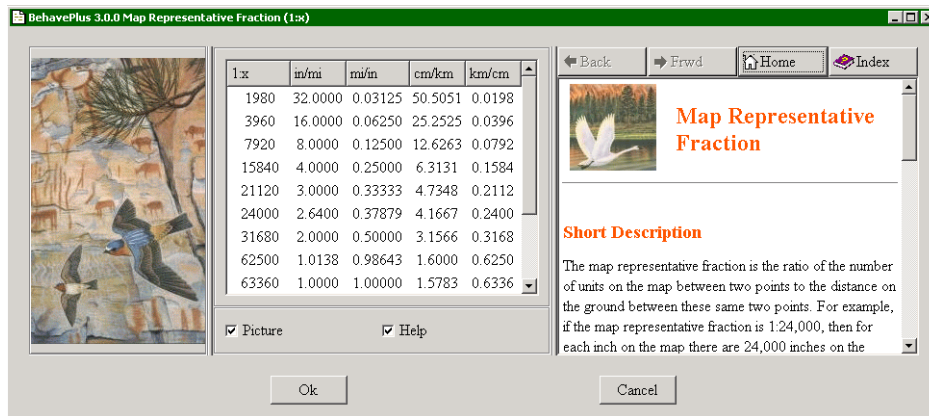 BehavePlus 3.0.0 Map Representative Fraction (1:x)
1:x in/mi mi/in cm/km km/cm
1980 32.0000 0.03125 50.5051 0.0198
3960 16.0000 0.06250 25.2525 0.0396
7920 8.0000 0.12500 12.6263 0.0792
15840 4.0000 0.25000 6.3131 0.1584
21120 3.0000 0.33333 4.7348 0.2112
24000 2.6400 0.37879 4.1667 0.2400
31680 2.0000 0.50000 3.1566 0.3168
62500 1.0138 0.98643 1.6000 0.6250
63360 1.0000 1.00000 1.5783 0.6336
Picture Help
Back Frwd Home Index
Map Representative
Fraction
Short Description
The map representative fraction is the ratio of the number
of units on the map between two points to the distance on
the ground between these same two points. For example,
if the map representative fraction is 1:24,000, then for
each inch on the map there are 24,000 inches on the
Ok Cancel